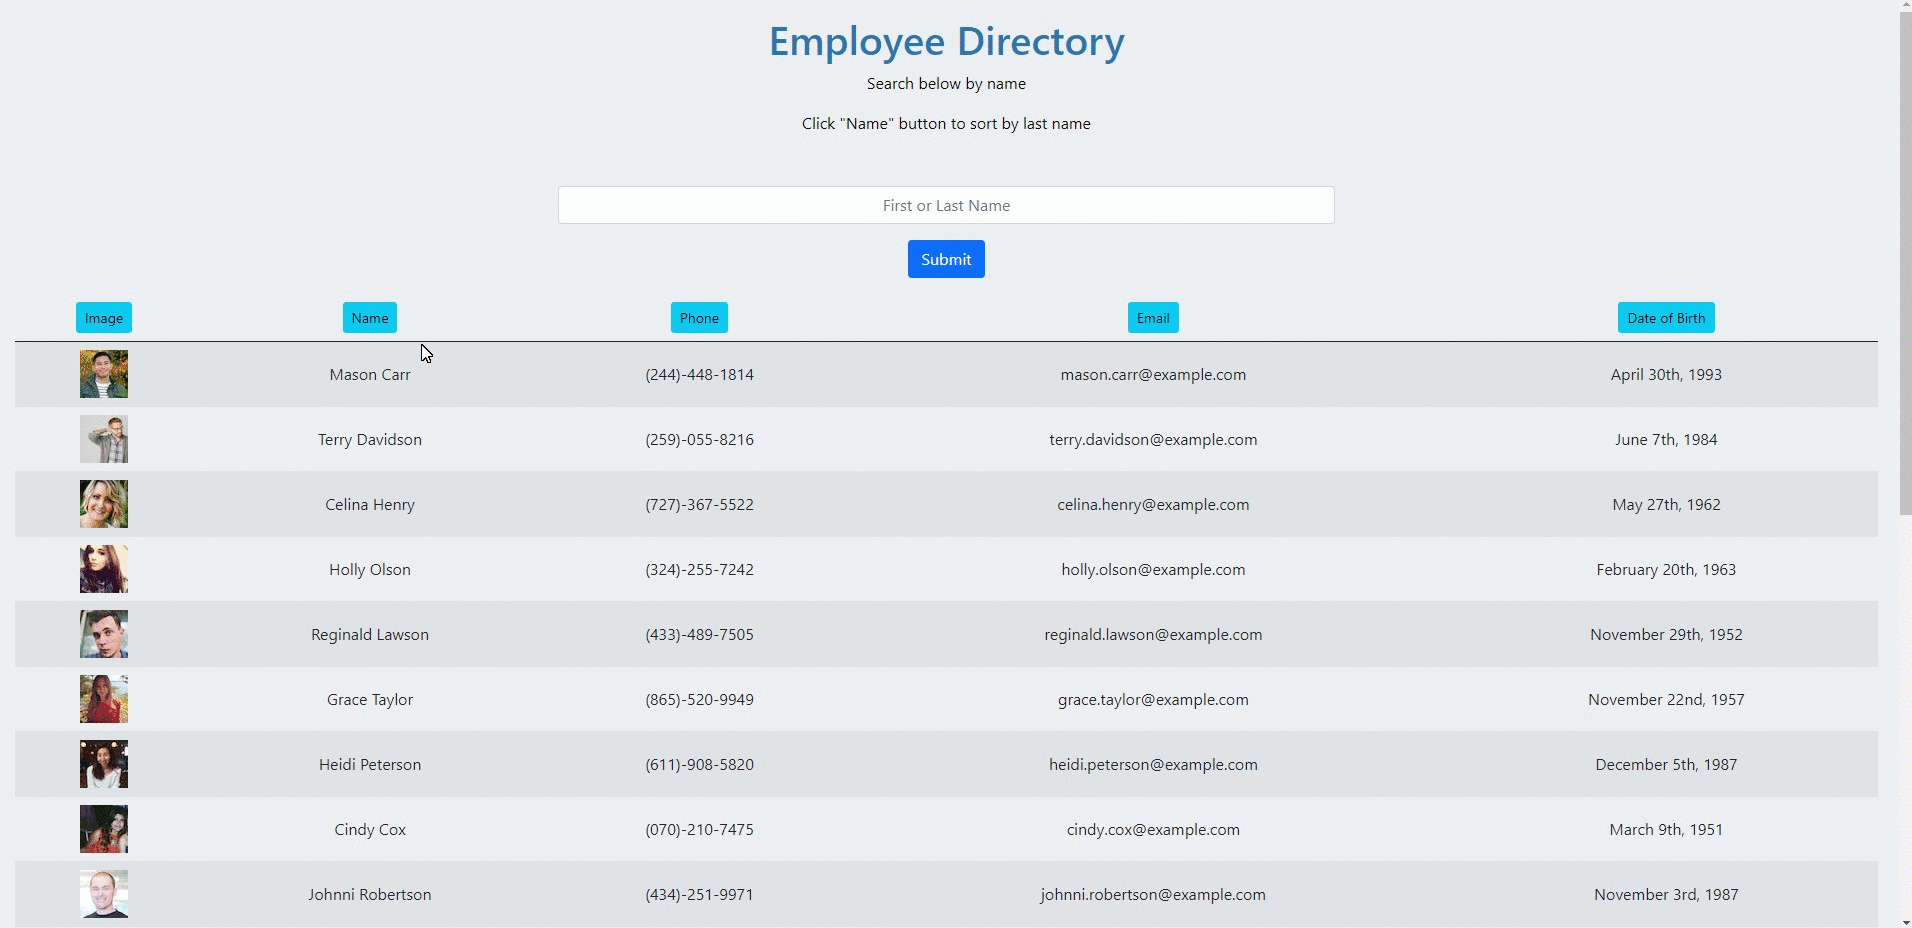 Employee Directory
Search below by name
Click "Name" button to sort by last name
First or Last Name
Submit
Image Name Phone Email Date of Birth
Mason Carr (244)-448-1814 mason.carr@example.com April 30th, 1993
Terry Davidson (259)-055-8216 terry.davidson@example.com June 7th, 1984
Celina Henry (727)-367-5522 celina.henry@example.com May 27th, 1962
Holly Olson (324)-255-7242 holly.olson@example.com February 20th, 1963
Reginald Lawson (433)-489-7505 reginald.lawson@example.com November 29th, 1952
Grace Taylor (865)-520-9949 grace.taylor@example.com November 22nd, 1957
Heidi Peterson (611)-908-5820 heidi.peterson@example.com December 5th, 1987
Cindy Cox (070)-210-7475 cindy.cox@example.com March 9th, 1951
Johnni Robertson (434)-251-9971 johnni.robertson@example.com November 3rd, 1987